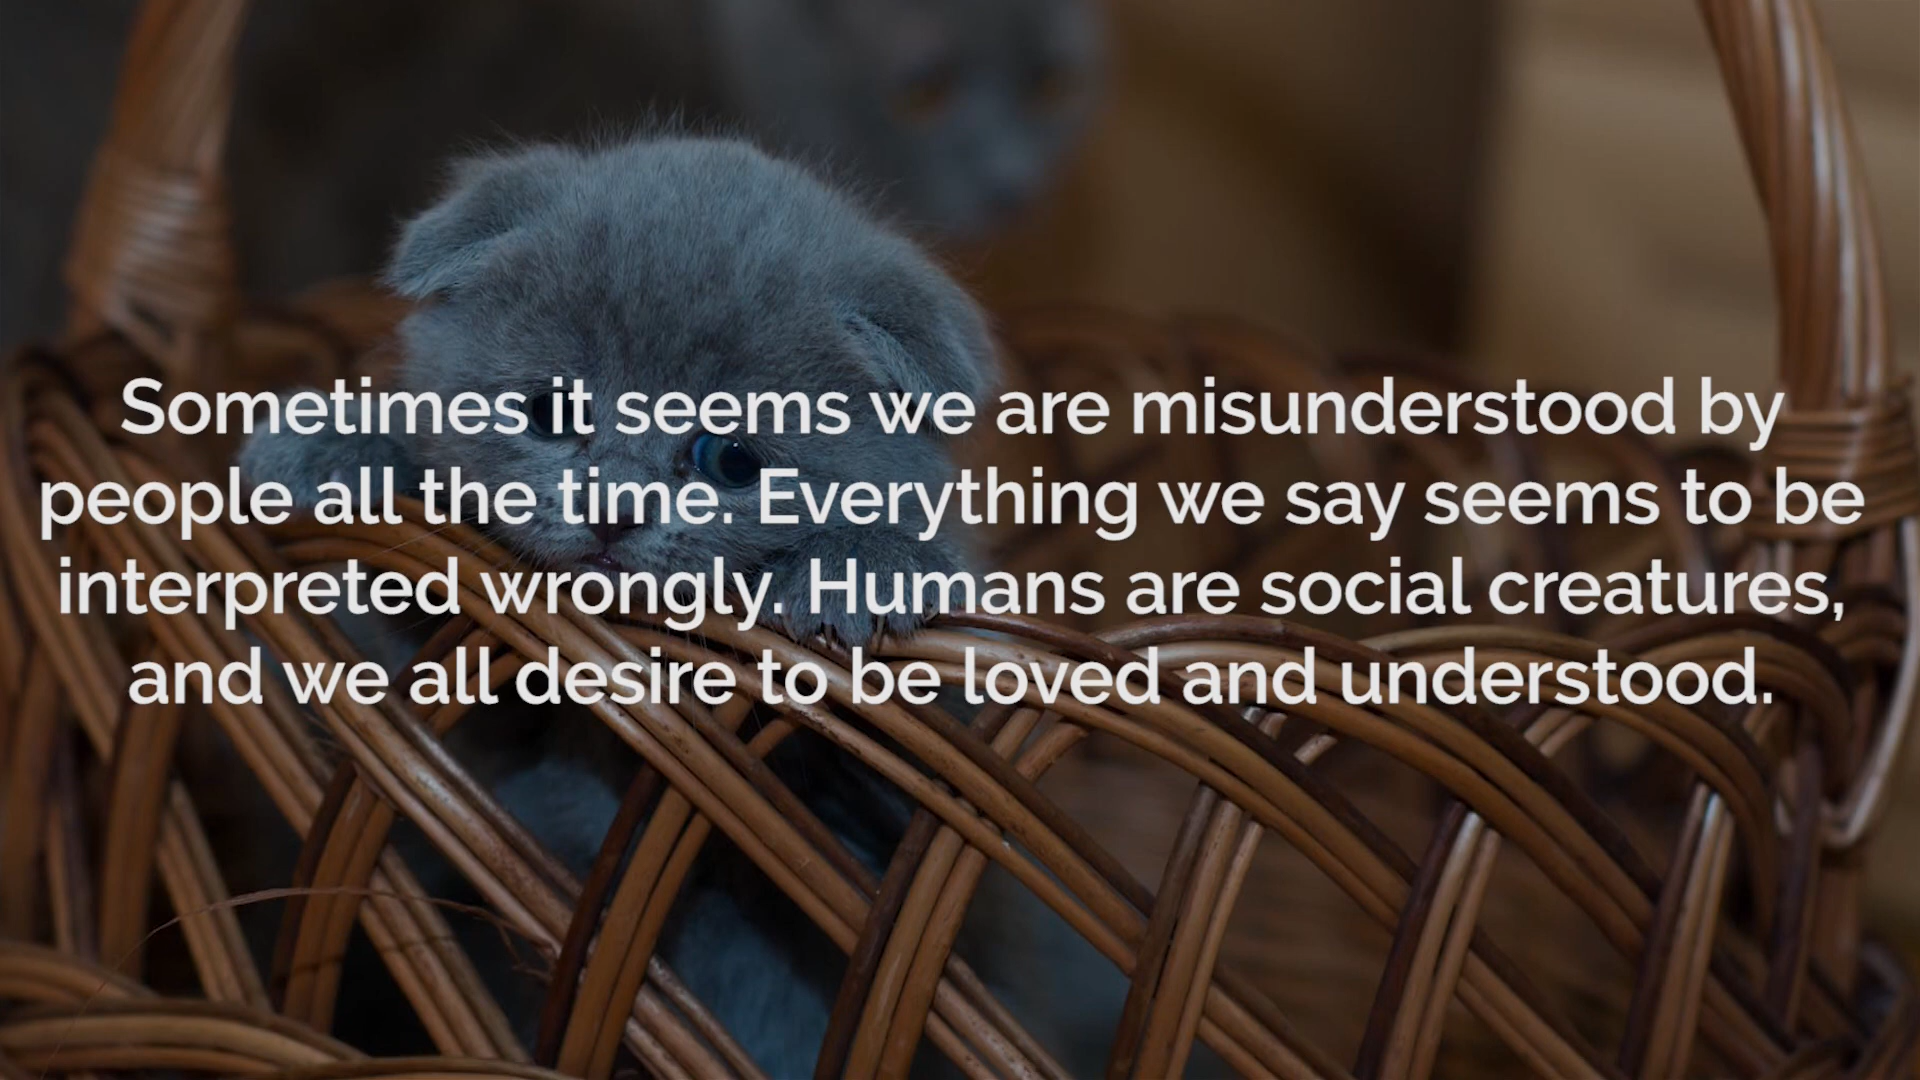 Sometimes it seems we are misunderstood by
people all the time. Everything we say seems to be
interpreted wrongly. Humans are social creatures,
and we all desire to be loved and understood.